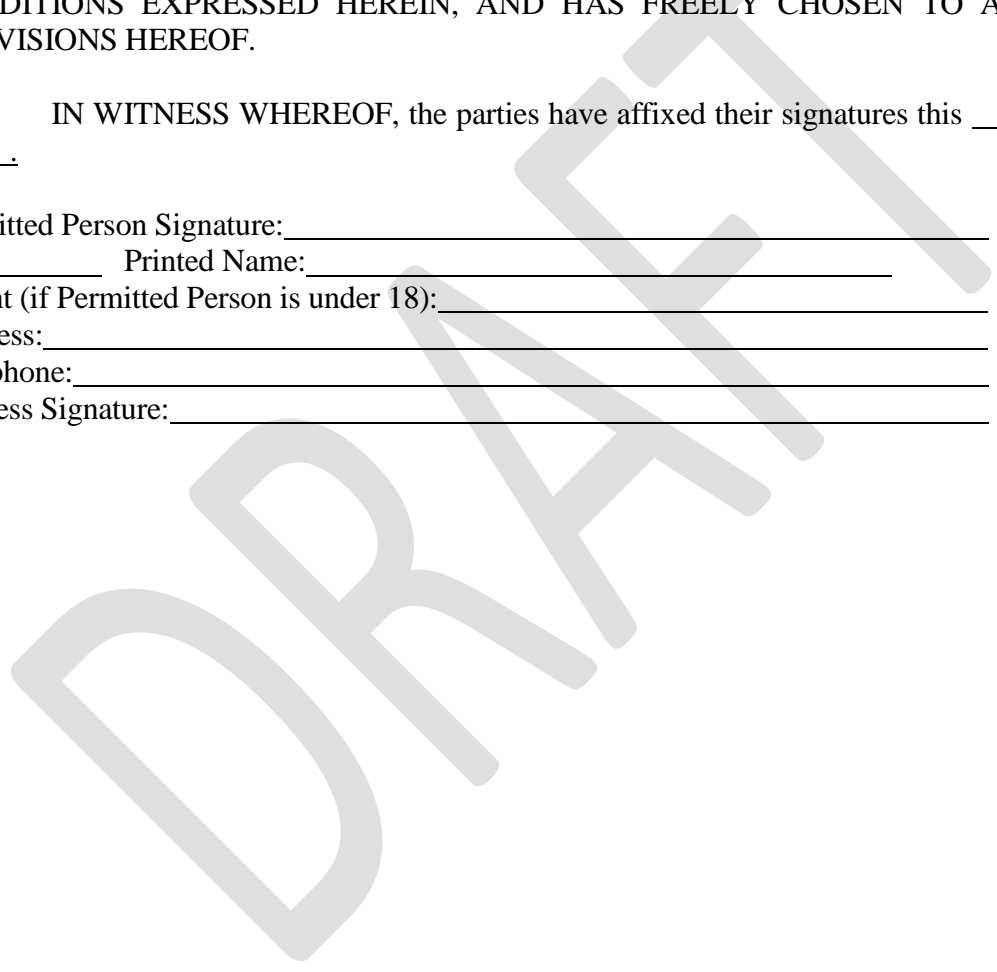 DITIONS EXPRESSED HEREIN, AND HAS FREELY CHOSEN TO A
VISIONS HEREOF.
IN WITNESS WHEREOF, the parties have affixed their signatures this __
.
itted Person Signature:
Printed Name:
t (if Permitted Person is under 18):
ess:
phone:
ess Signature:
DRAFT